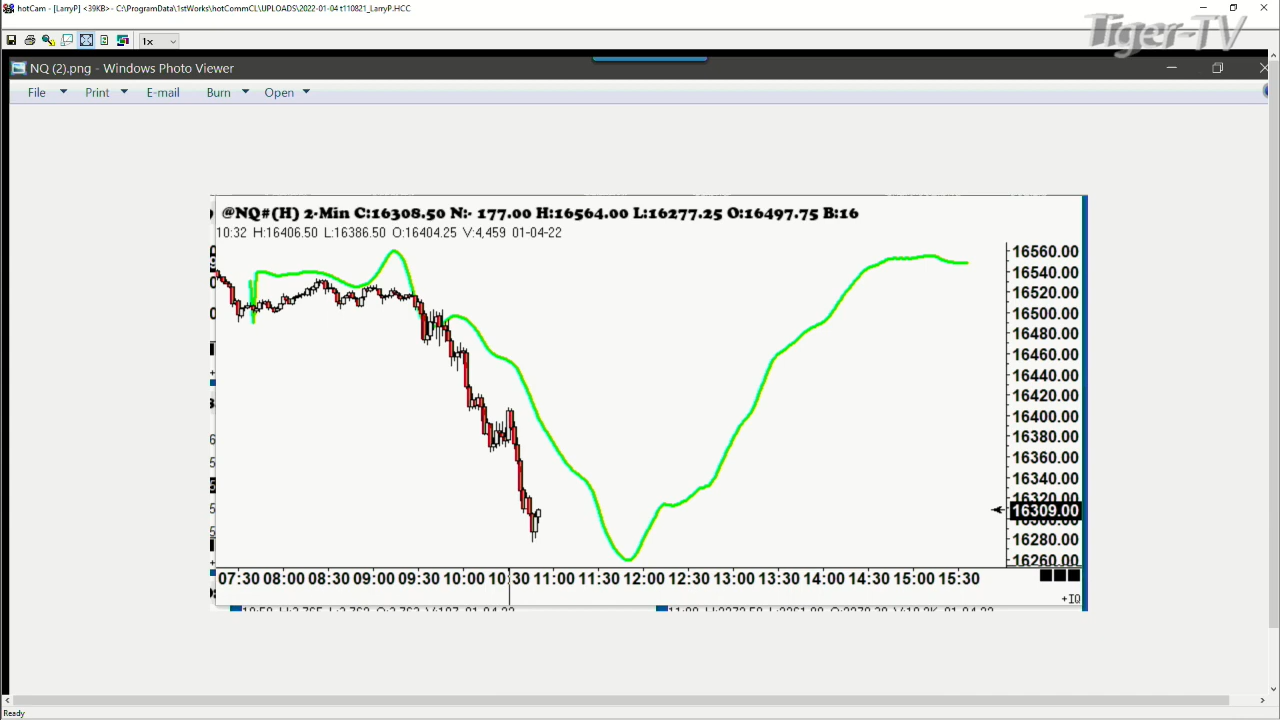 hotCam - [LarryP] <39KB> - C:\ProgramData\1stWorks\hotCommCL\UPLOADS\2022-01-04 t110821_LarryP.HCC
Tiger-TV
1x
NQ (2).png - Windows Photo Viewer
File Print E-mail Burn Open
@NQ#(H) 2-Min C:16308.50 N:- 177.00 H:16564.00 L:16277.25 O:16497.75 B:16
10:32 H:16406.50 L:16386.50 O:16404.25 V:4,459 01-04-22
16560.00
16540.00
16520.00
16500.00
16480.00
16460.00
16440.00
16420.00
16400.00
16380.00
16360.00
16340.00
16320.00
16309.00
16300.00
16280.00
16260.00
07:30 08:00 08:30 09:00 09:30 10:00 10:30 11:00 11:30 12:00 12:30 13:00 13:30 14:00 14:30 15:00 15:30
+IQ
Ready